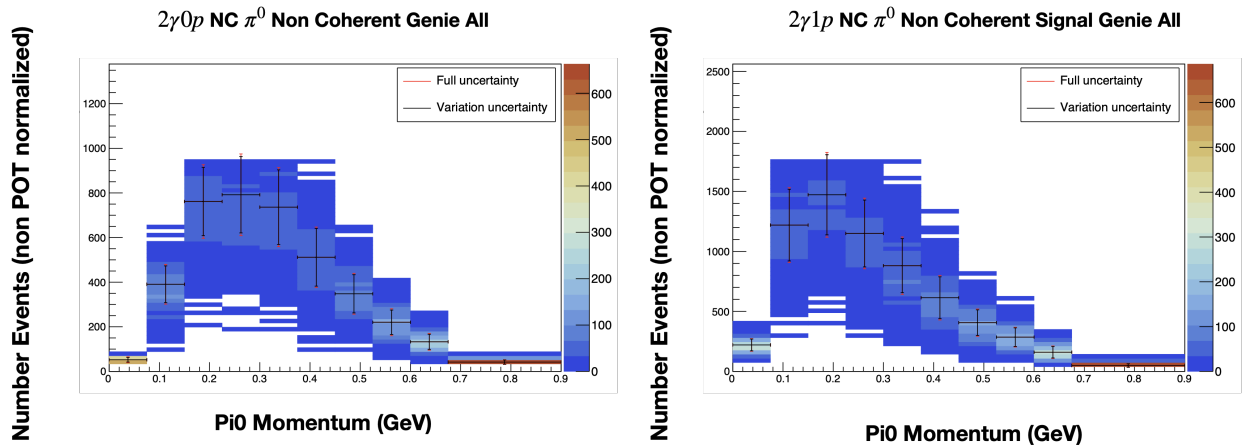 2γ0p NC π⁰ Non Coherent Genie All
Number Events (non POT normalized)
Full uncertainty
Variation uncertainty
1200
1000
800
600
400
200
0
0 0.1 0.2 0.3 0.4 0.5 0.6 0.7 0.8 0.9
600
500
400
300
200
100
0
Pi0 Momentum (GeV)
2γ1p NC π⁰ Non Coherent Signal Genie All
Number Events (non POT normalized)
Full uncertainty
Variation uncertainty
2500
2000
1500
1000
500
0
0 0.1 0.2 0.3 0.4 0.5 0.6 0.7 0.8 0.9
600
500
400
300
200
100
0
Pi0 Momentum (GeV)